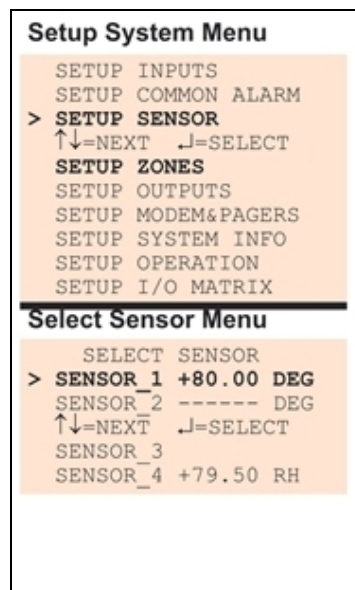 Setup System Menu
SETUP INPUTS
SETUP COMMON ALARM
> SETUP SENSOR
↑↓=NEXT ↵=SELECT
SETUP ZONES
SETUP OUTPUTS
SETUP MODEM&PAGERS
SETUP SYSTEM INFO
SETUP OPERATION
SETUP I/O MATRIX
Select Sensor Menu
SELECT SENSOR
> SENSOR_1 +80.00 DEG
SENSOR_2 ------ DEG
↑↓=NEXT ↵=SELECT
SENSOR_3
SENSOR_4 +79.50 RH